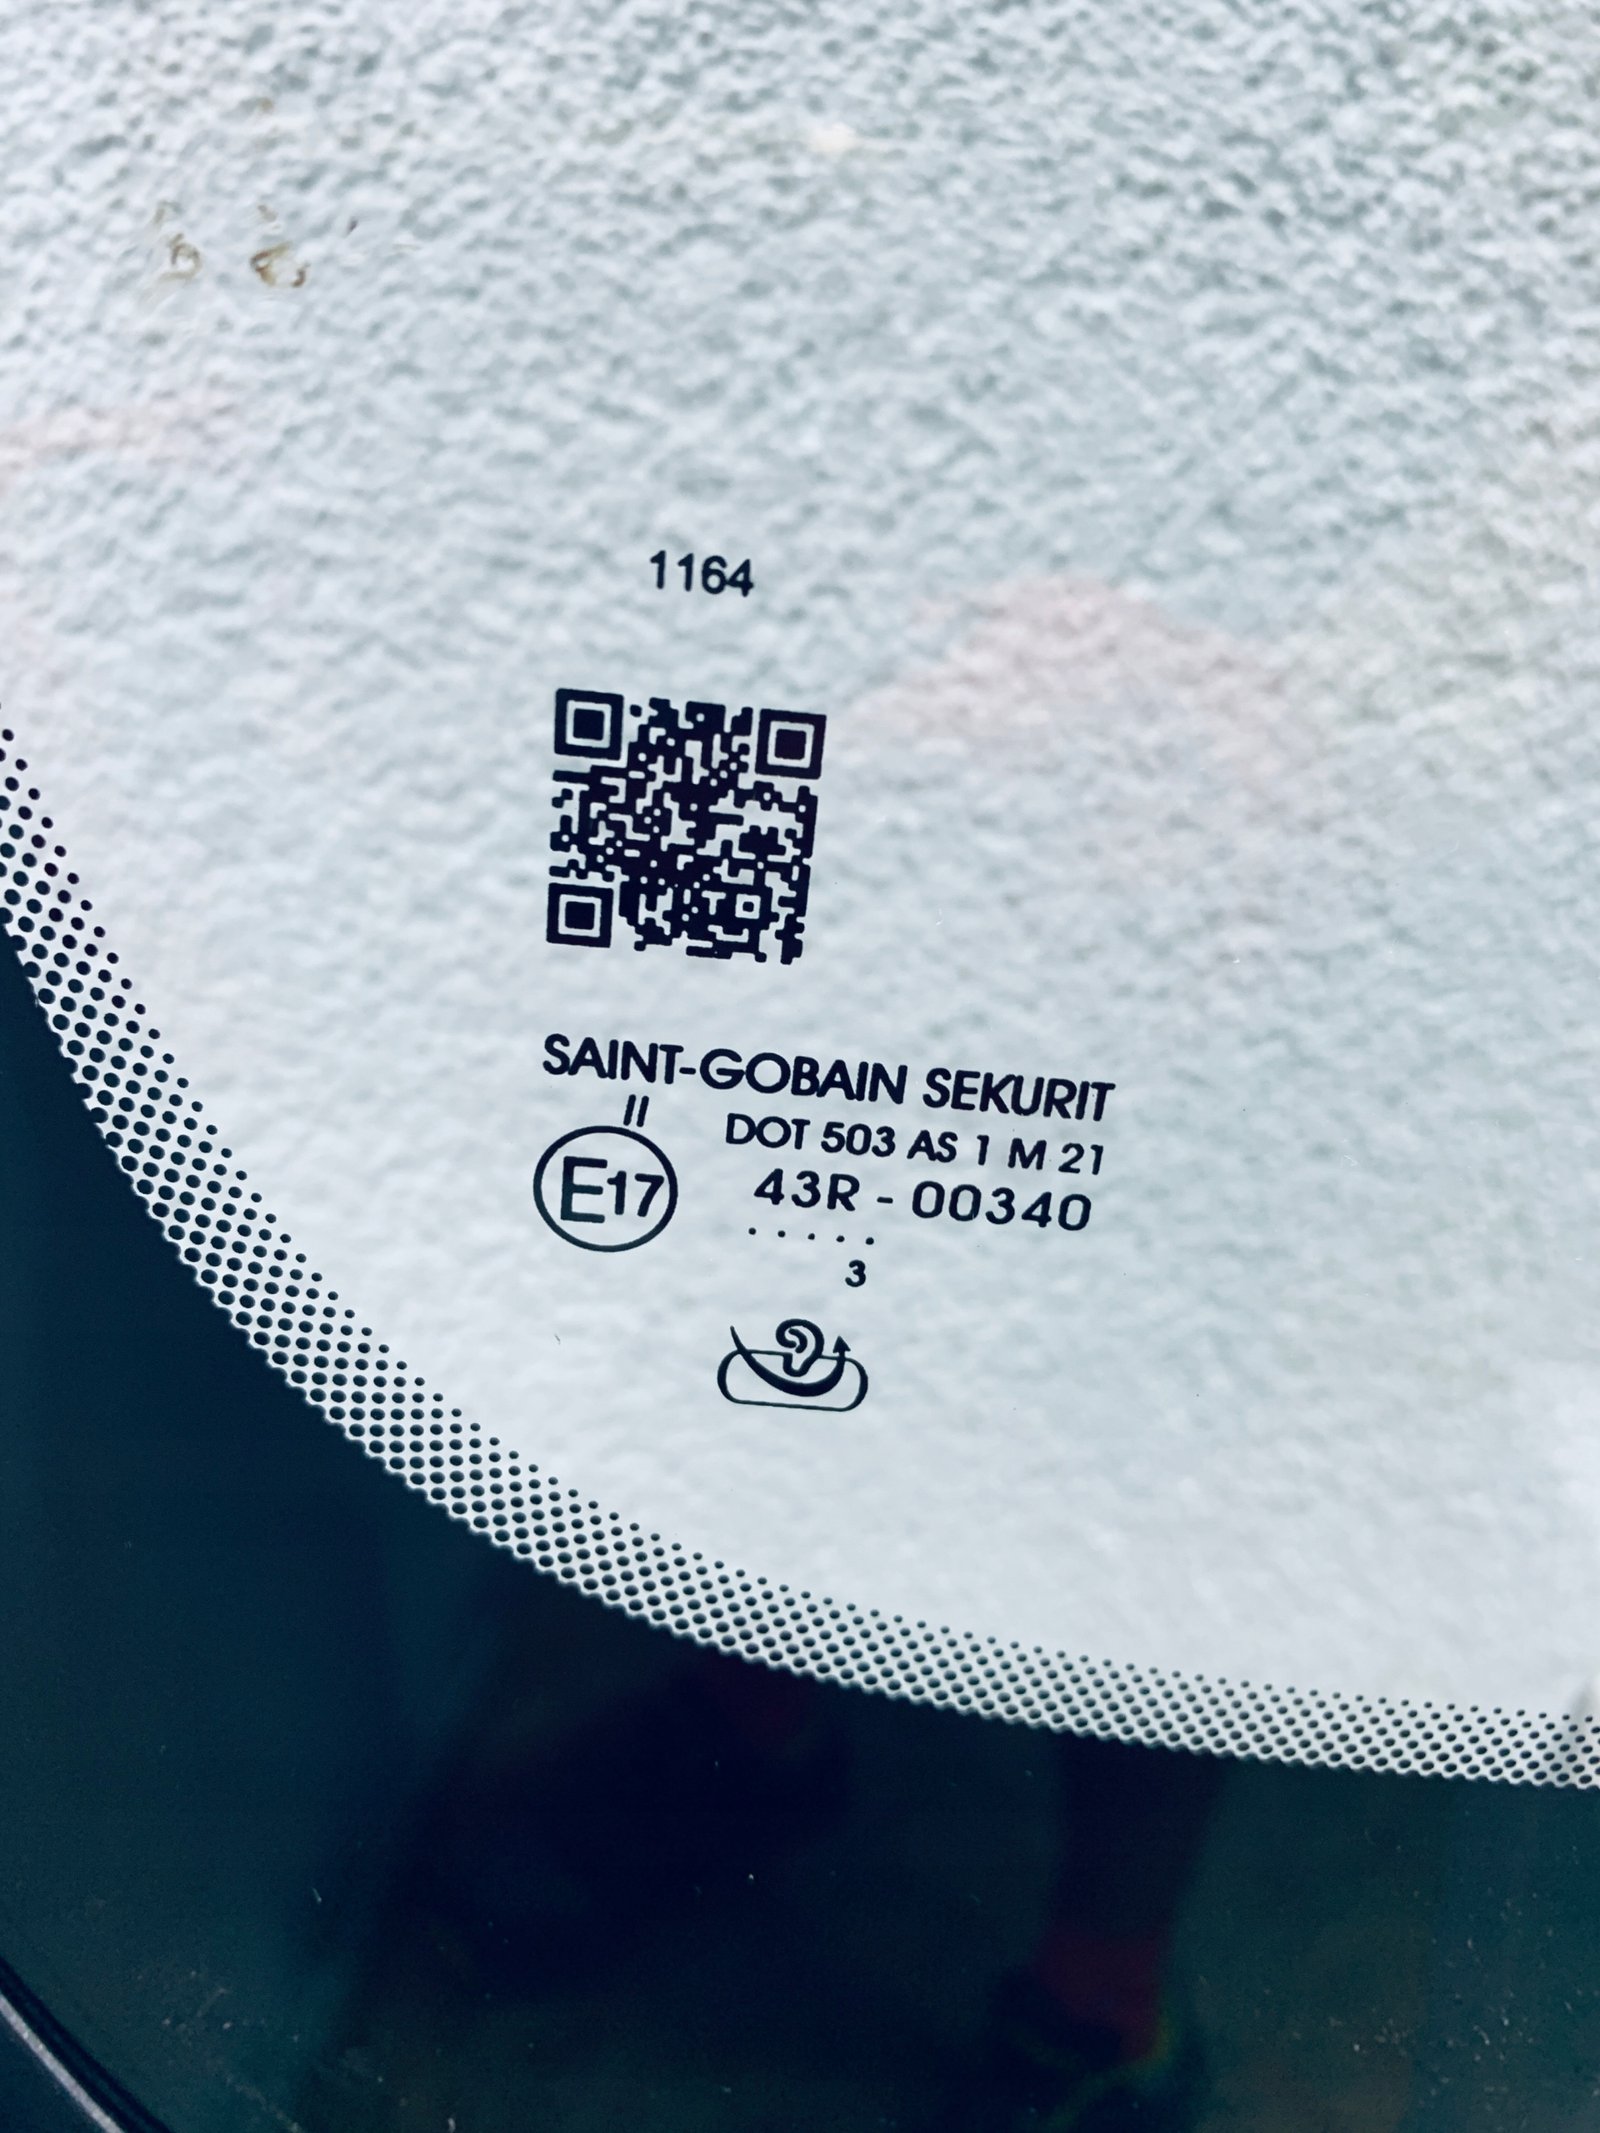 1164
SAINT-GOBAIN SEKURIT
II
E17
DOT 503 AS 1 M 21
43R - 00340
.....
3